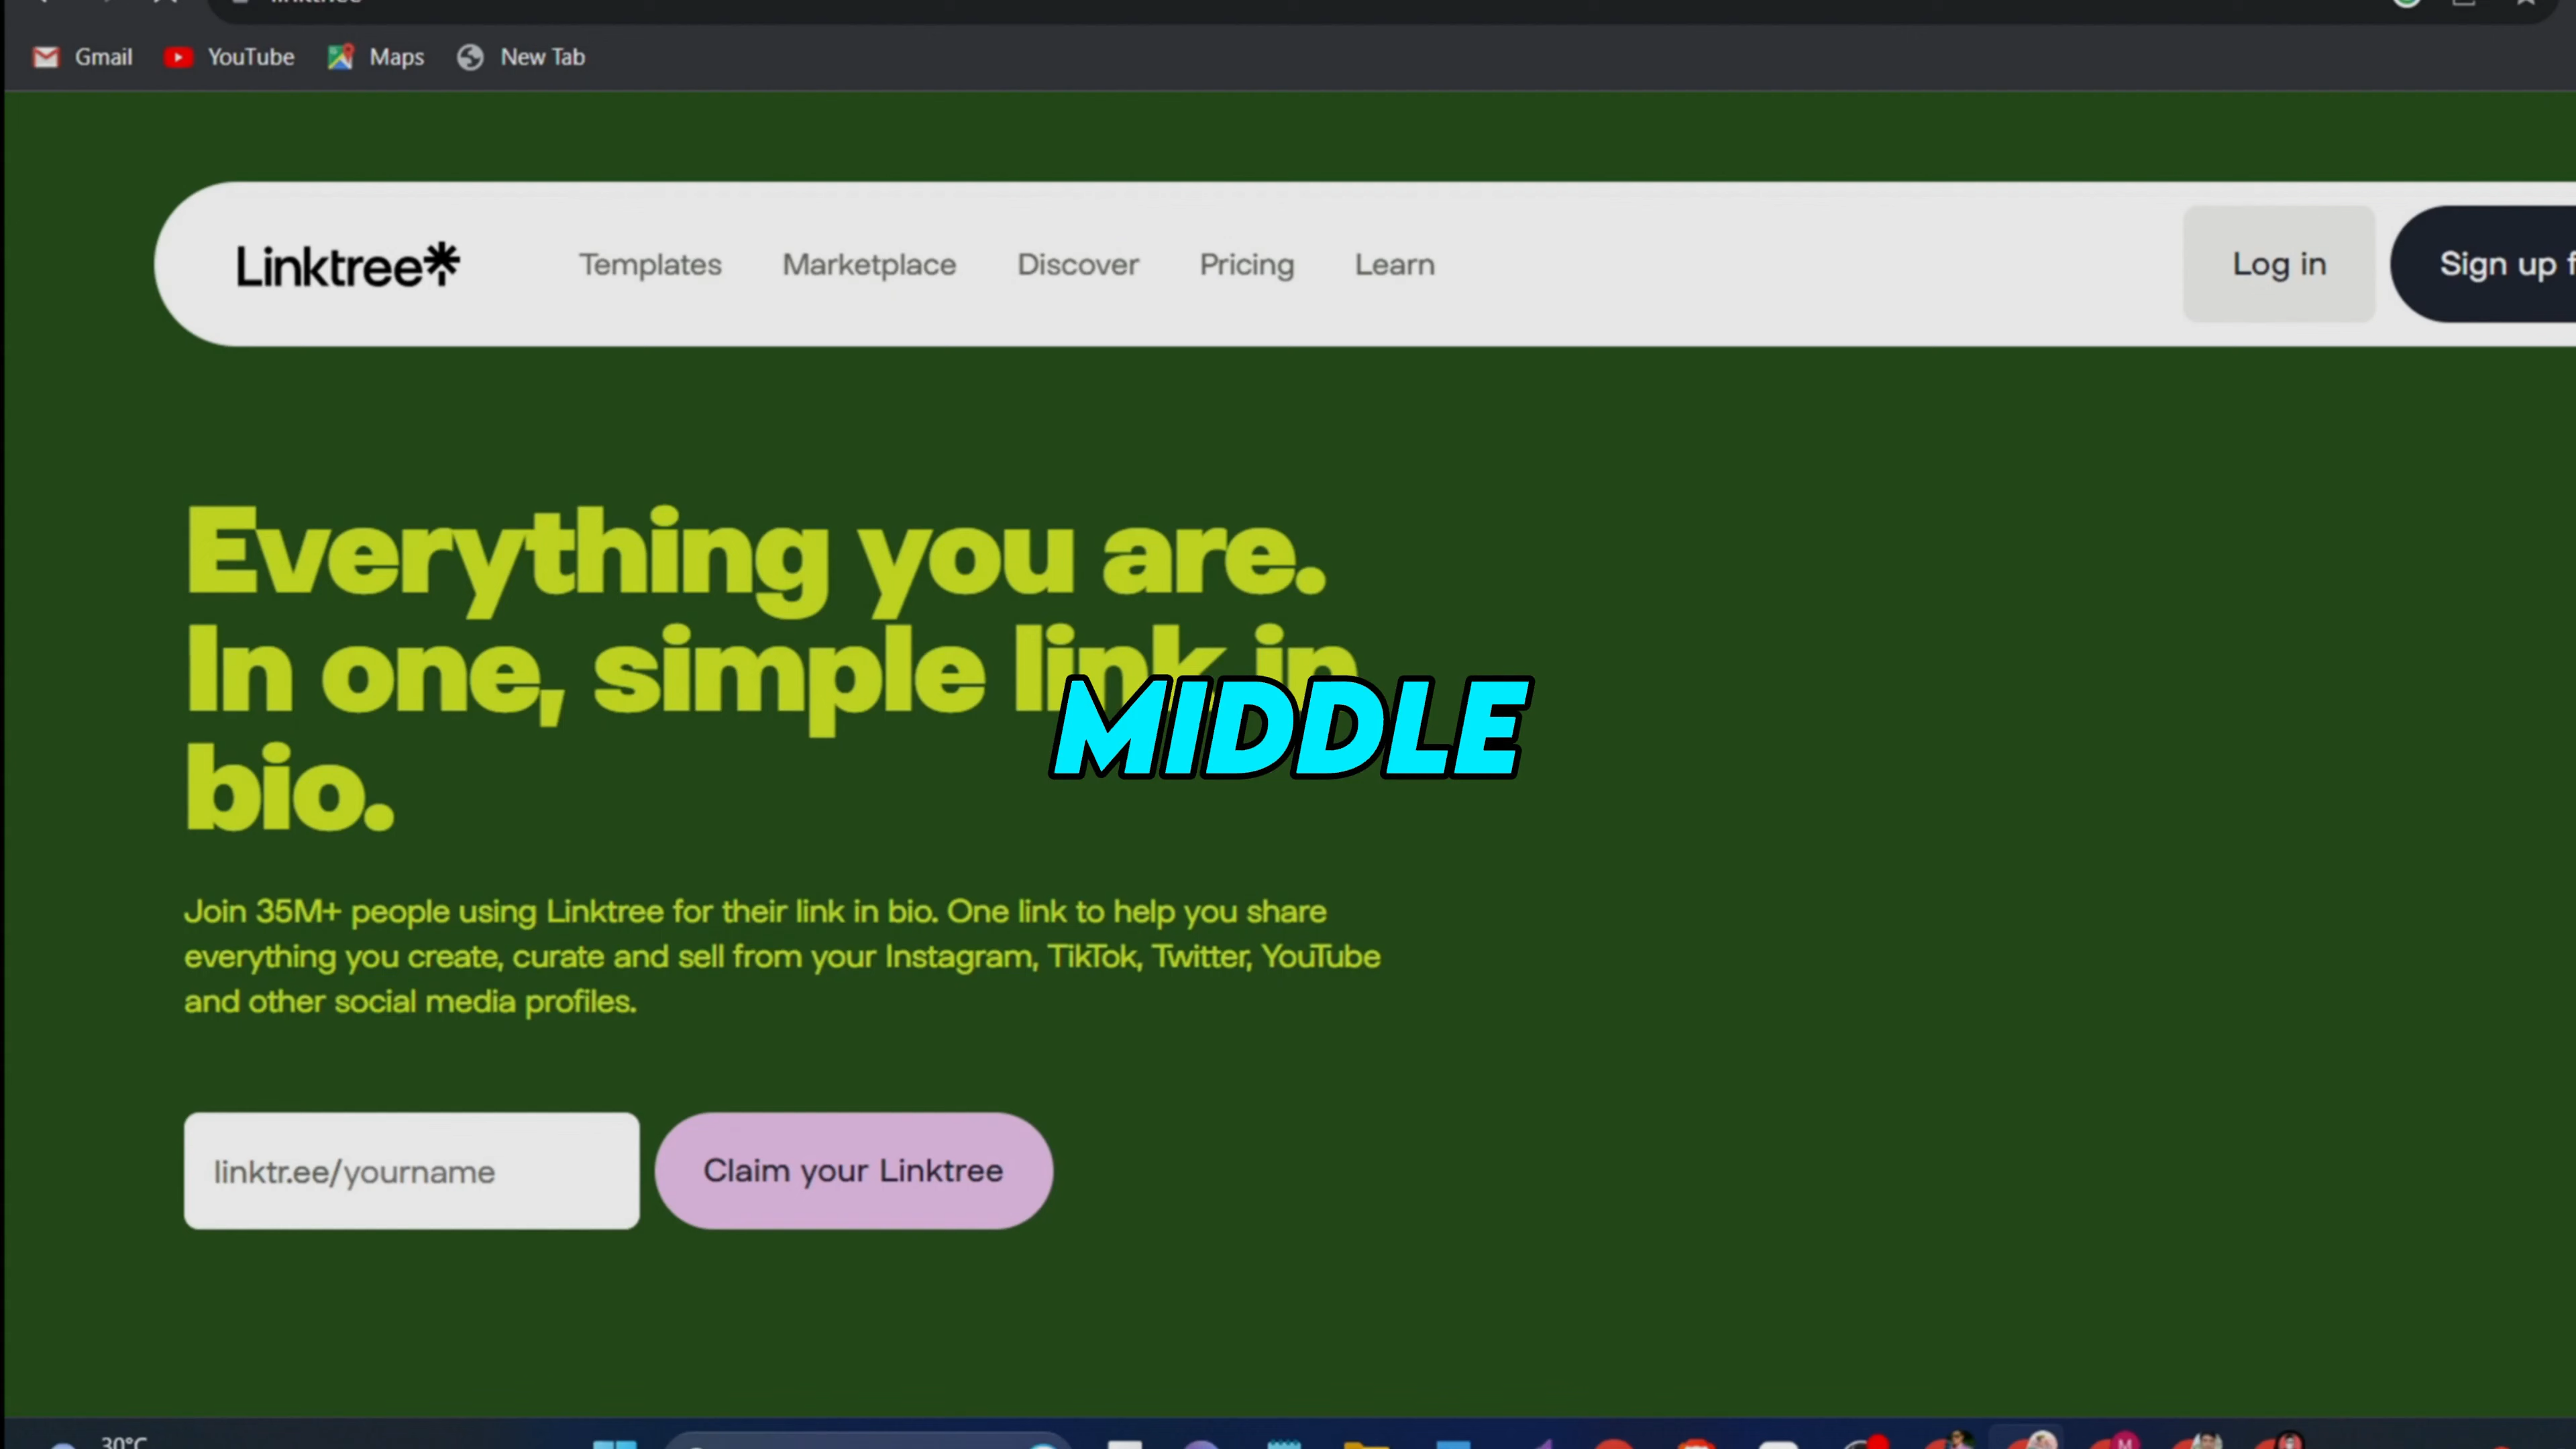 Gmail YouTube Maps New Tab
Linktree Templates Marketplace Discover Pricing Learn Log in Sign up
Everything you are.
In one, simple link in
bio.
MIDDLE
Join 35M+ people using Linktree for their link in bio. One link to help you share
everything you create, curate and sell from your Instagram, TikTok, Twitter, YouTube
and other social media profiles.
linktr.ee/yourname Claim your Linktree
30°C
M